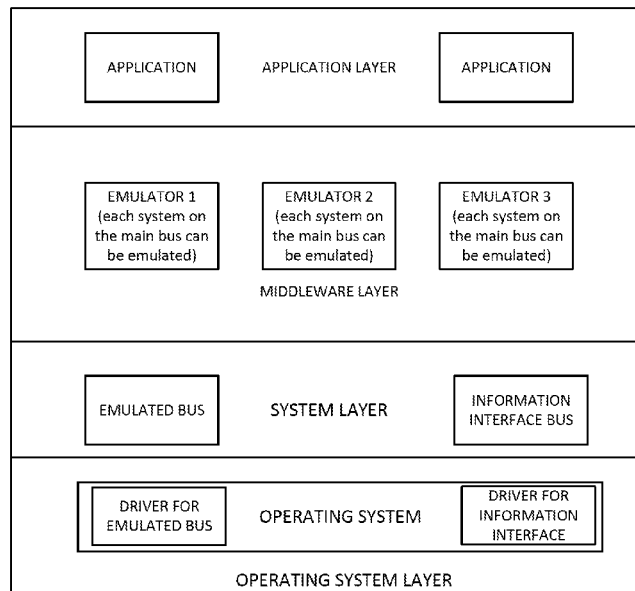 APPLICATION
APPLICATION LAYER
APPLICATION
EMULATOR 1
(each system on
the main bus can
be emulated)
EMULATOR 2
(each system on
the main bus can
be emulated)
EMULATOR 3
(each system on
the main bus can
be emulated)
MIDDLEWARE LAYER
EMULATED BUS
SYSTEM LAYER
INFORMATION
INTERFACE BUS
DRIVER FOR
EMULATED BUS
OPERATING SYSTEM
DRIVER FOR
INFORMATION
INTERFACE
OPERATING SYSTEM LAYER